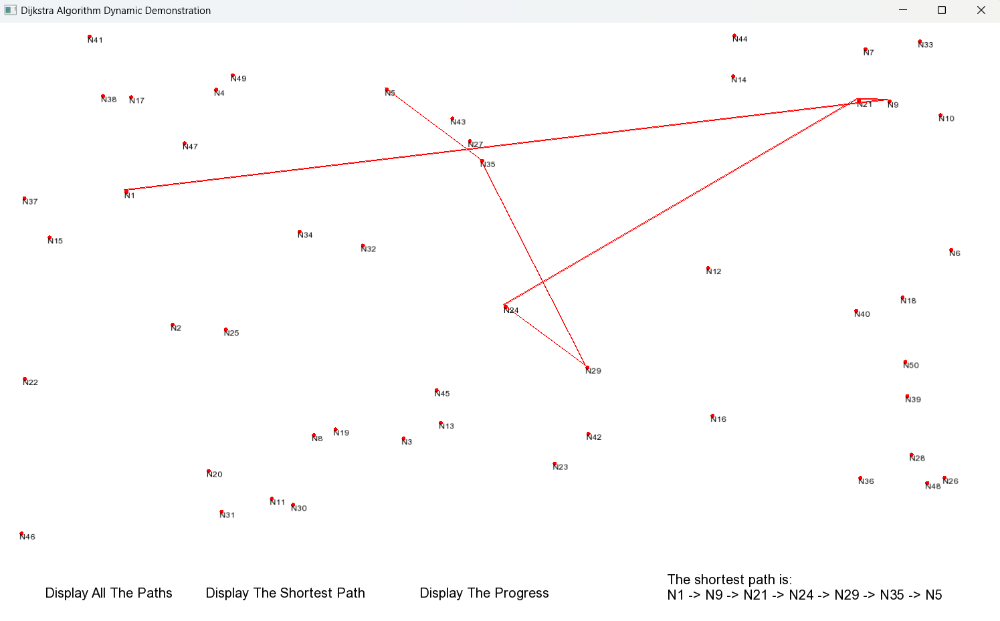 Dijkstra Algorithm Dynamic Demonstration
N41
N44
N33
N7
N49
N14
N4
N5
N38
N17
N21
N9
N43
N10
N47
N27
N35
N1
N37
N34
N15
N32
N6
N12
N18
N24
N40
N2
N25
N50
N29
N22
N45
N39
N16
N13
N19
N42
N8
N3
N28
N23
N20
N36
N26
N48
N11
N30
N31
N46
The shortest path is:
Display All The Paths
Display The Shortest Path
Display The Progress
N1 -> N9 -> N21 -> N24 -> N29 -> N35 -> N5